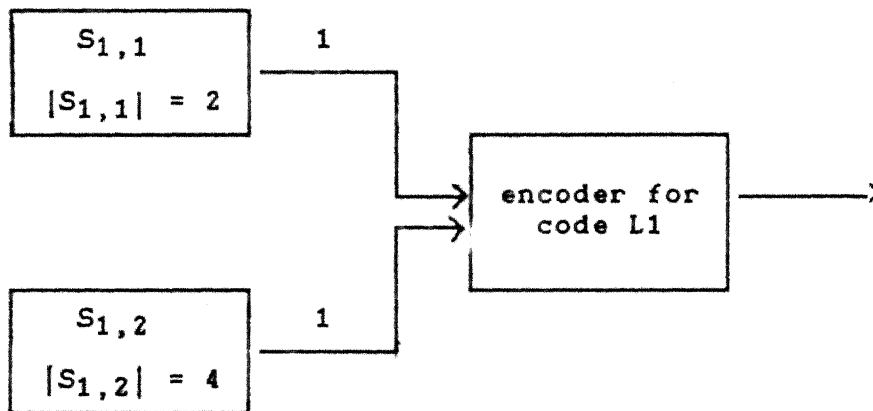 S1,1
|S1,1| = 2
1
encoder for
code L1
S1,2
|S1,2| = 4
1